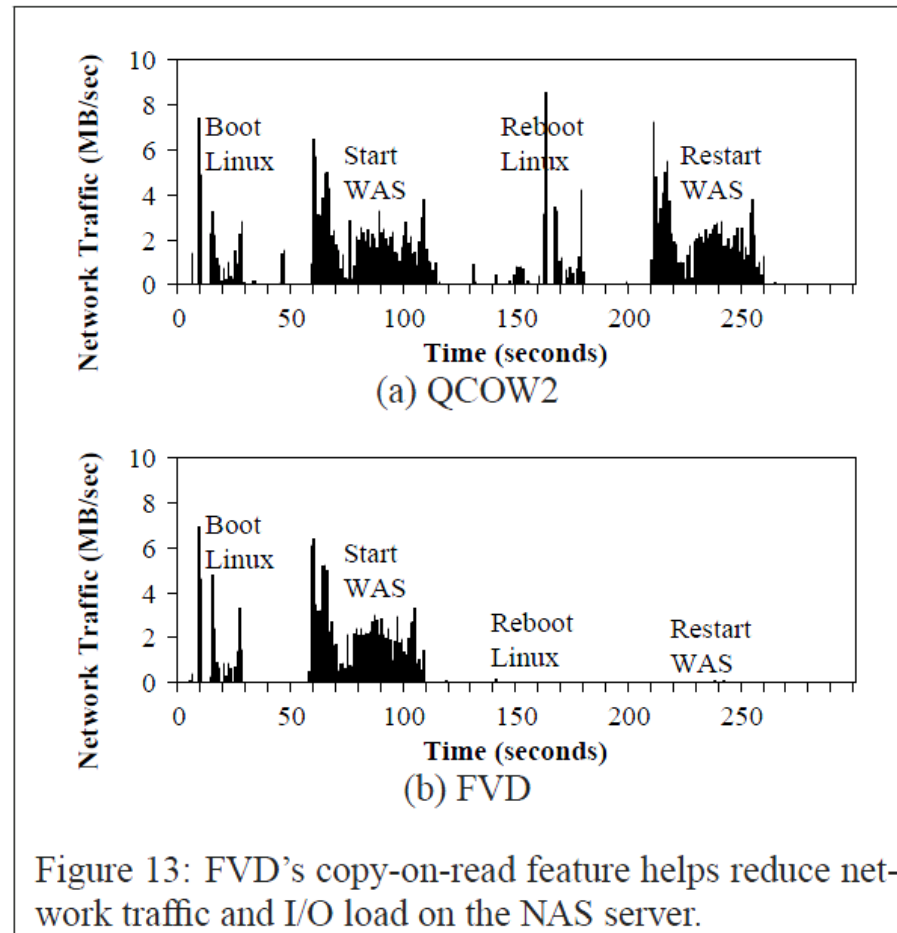 Network Traffic (MB/sec)
10
8
6
4
2
0
Boot
Linux
Start
WAS
Reboot
Linux
Restart
WAS
0 50 100 150 200 250
Time (seconds)
(a) QCOW2
Network Traffic (MB/sec)
10
8
6
4
2
0
Boot
Linux
Start
WAS
Reboot
Linux
Restart
WAS
0 50 100 150 200 250
Time (seconds)
(b) FVD
Figure 13: FVD's copy-on-read feature helps reduce net-
work traffic and I/O load on the NAS server.